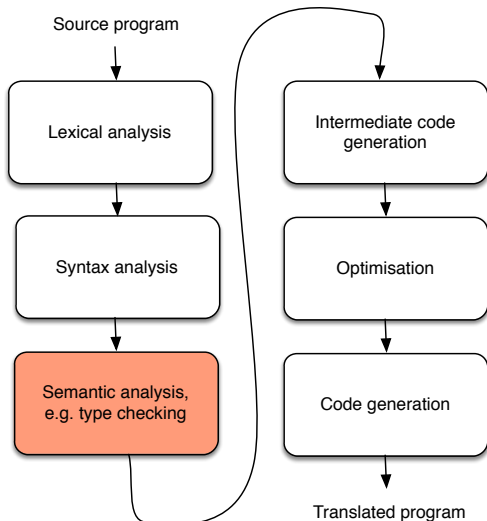 Source program
Lexical analysis
Syntax analysis
Semantic analysis,
e.g. type checking
Intermediate code
generation
Optimisation
Code generation
Translated program